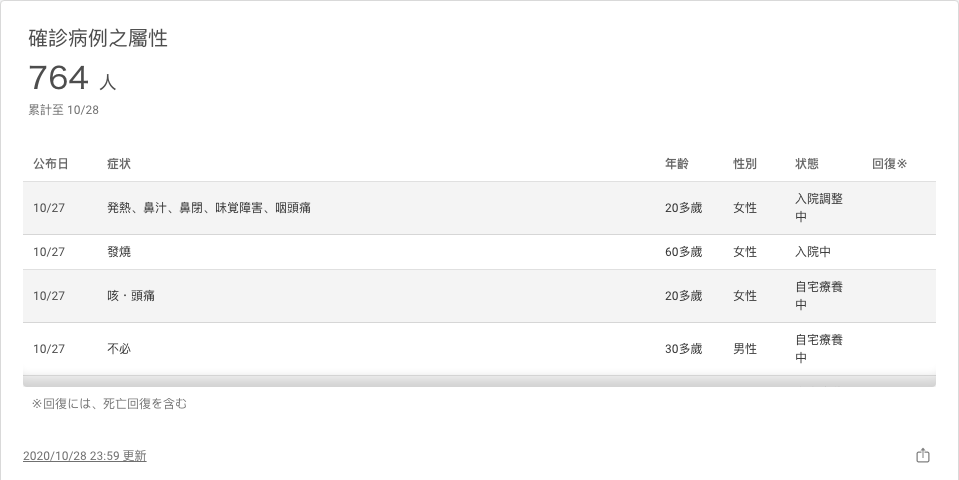 確診病例之屬性
764 人
累計至 10/28
公布日 症状 年齡 性別 状態 回復※
10/27 発熱、鼻汁、鼻閉、味覚障害、咽頭痛 20多歲 女性 入院調整
中
10/27 發燒 60多歲 女性 入院中
10/27 咳・頭痛 20多歲 女性 自宅療養
中
10/27 不必 30多歲 男性 自宅療養
中
※回復には、死亡回復を含む
2020/10/28 23:59 更新